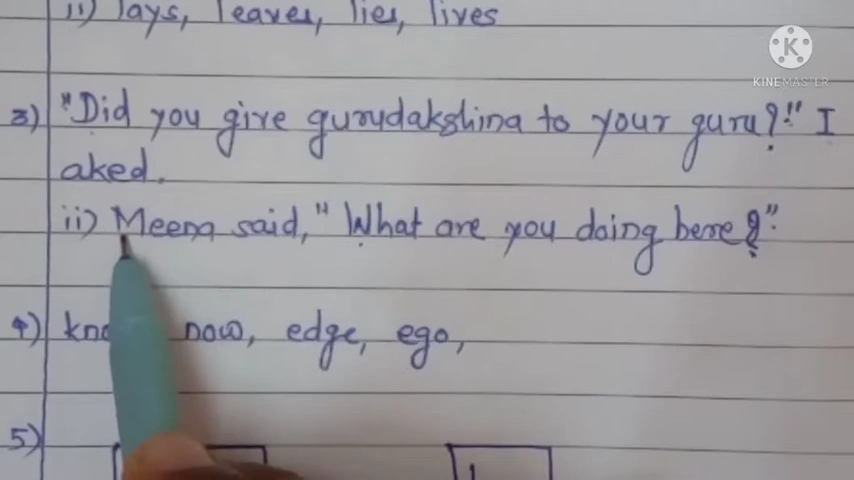 ii) lays, leaves, lies, lives
K
KINEMASTER
3) "Did you give gurudakshina to your guru?" I
aked.
ii) Meena said, "What are you doing here?"
4) now, edge, ego,
5)